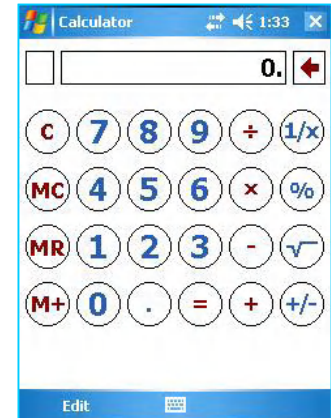 Calculator 1:33
0.
C 7 8 9 ÷ 1/x
MC 4 5 6 × %
MR 1 2 3 - √
M+ 0 . = + +/-
Edit